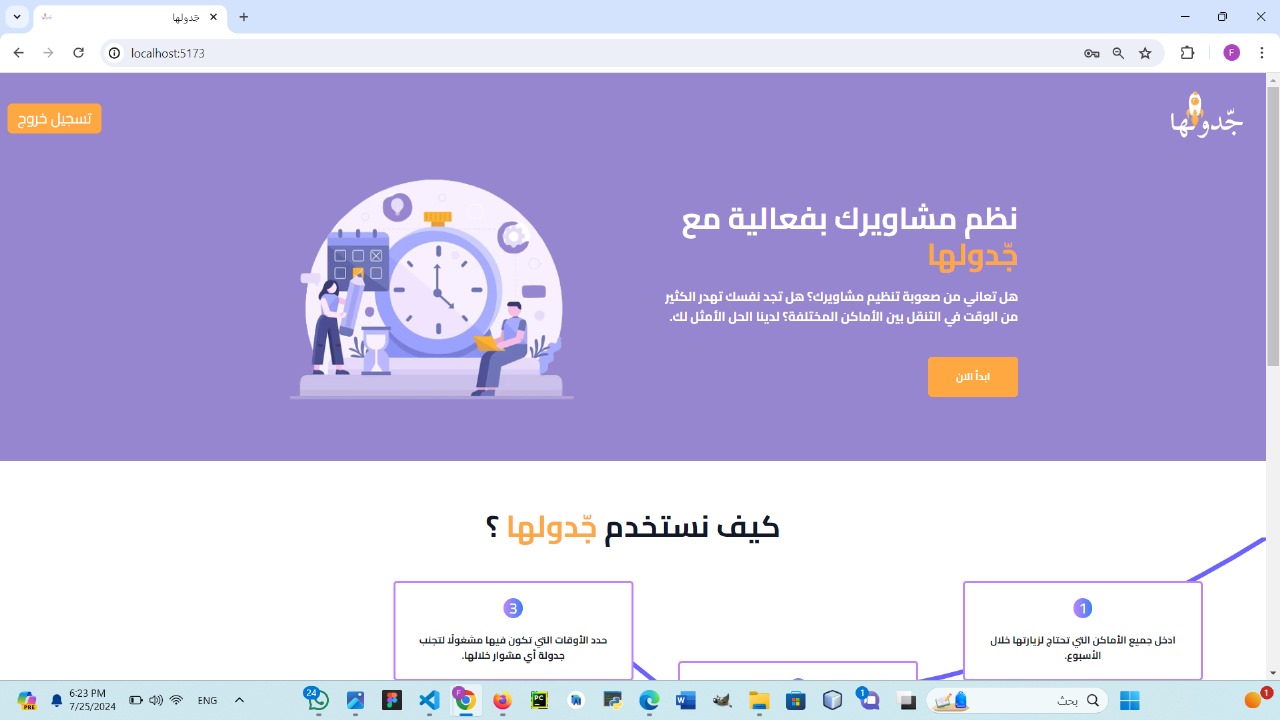 جّدولها
localhost:5173
F
جّدولها
تسجيل خروج
نظم مشاويرك بفعالية مع
جّدولها
هل تعاني من صعوبة تنظيم مشاويرك؟ هل تجد نفسك تهدر الكثير
من الوقت في التنقل بين الأماكن المختلفة؟ لدينا الحل الأمثل لك.
ابدأ الان
كيف نستخدم جّدولها ؟
1
ادخل جميع الأماكن التي تحتاج لزيارتها خلال
الأسبوع.
3
حدد الأوقات التي تكون فيها مشغولًا لتجنب
جدولة أي مشوار خلالها.
6:23 PM
7/25/2024
ENG
24
F
PC
W
1
بحث
1